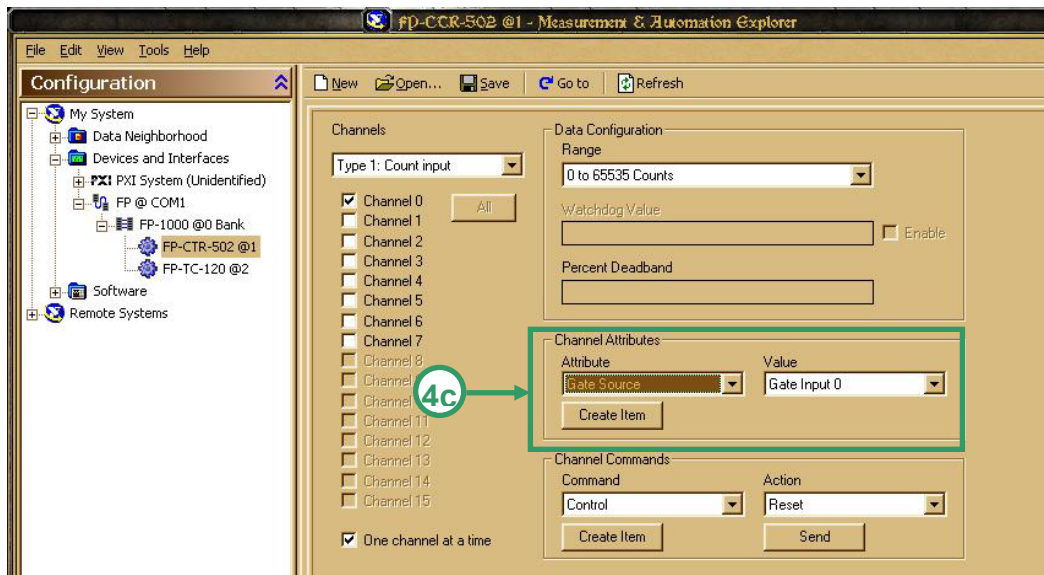 FP-CTR-502 @1 - Measurement & Automation Explorer
File Edit View Tools Help
Configuration
New Open... Save Go to Refresh
My System
Data Neighborhood
Devices and Interfaces
PXI PXI System (Unidentified)
FP @ COM1
FP-1000 @0 Bank
FP-CTR-502 @1
FP-TC-120 @2
Software
Remote Systems
Channels
Type 1: Count input
Channel 0
All
Channel 1
Channel 2
Channel 3
Channel 4
Channel 5
Channel 6
Channel 7
Channel 8
Channel
Channel
Channel 11
Channel 12
Channel 13
Channel 14
Channel 15
One channel at a time
Data Configuration
Range
0 to 65535 Counts
Watchdog Value
Enable
Percent Deadband
4c
Channel Attributes
Attribute Value
Gate Source Gate Input 0
Create Item
Channel Commands
Command Action
Control Reset
Create Item Send